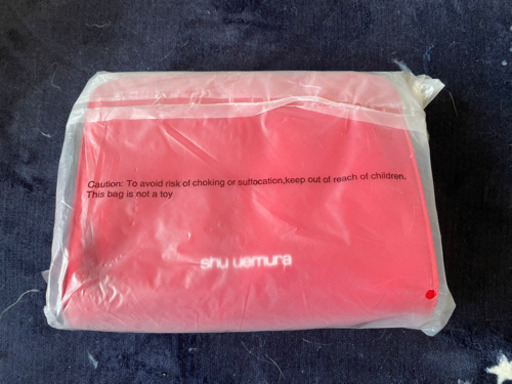 Caution: To avoid risk of choking or suffocation,keep out of reach of children.
This bag is not a toy
shu uemura